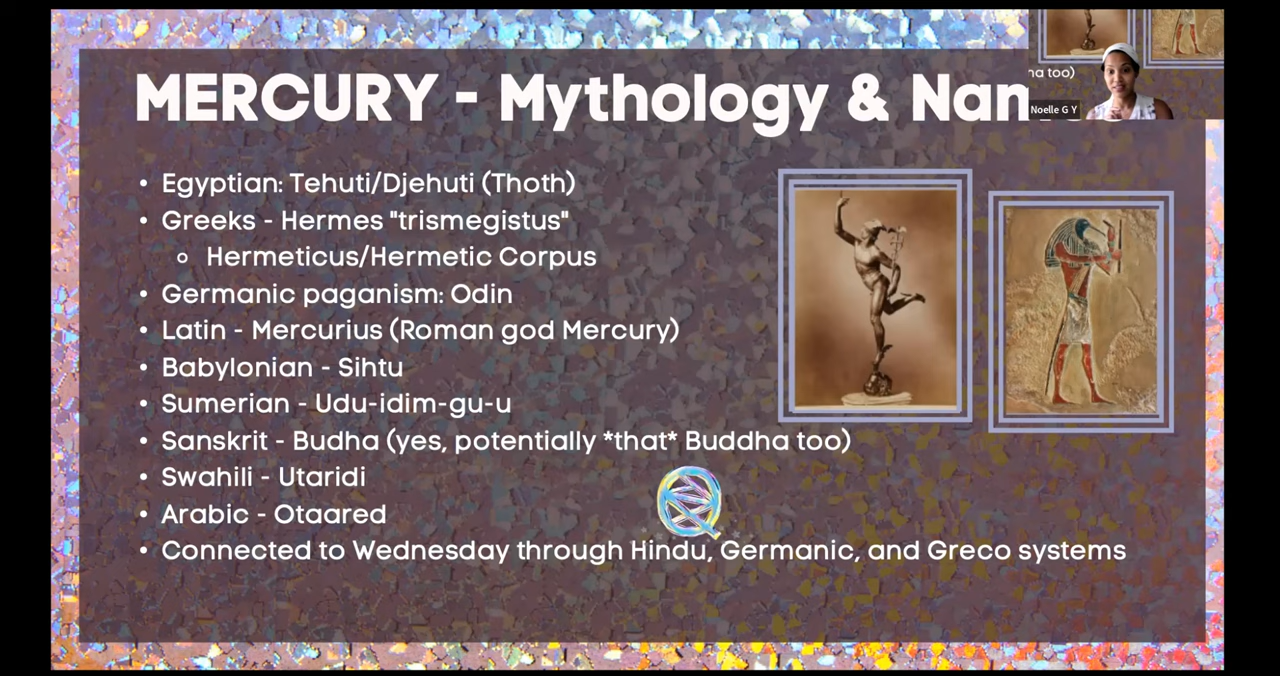 MERCURY - Mythology &
na too)
Noelle G Y
• Egyptian: Tehuti/Djehuti (Thoth)
• Greeks - Hermes "trismegistus"
o Hermeticus/Hermetic Corpus
• Germanic paganism: Odin
• Latin - Mercurius (Roman god Mercury)
• Babylonian - Sihtu
• Sumerian - Udu-idim-gu-u
• Sanskrit - Budha (yes, potentially *that* Buddha too)
• Swahili - Utaridi
• Arabic - Otaared
• Connected to Wednesday through Hindu, Germanic, and Greco systems